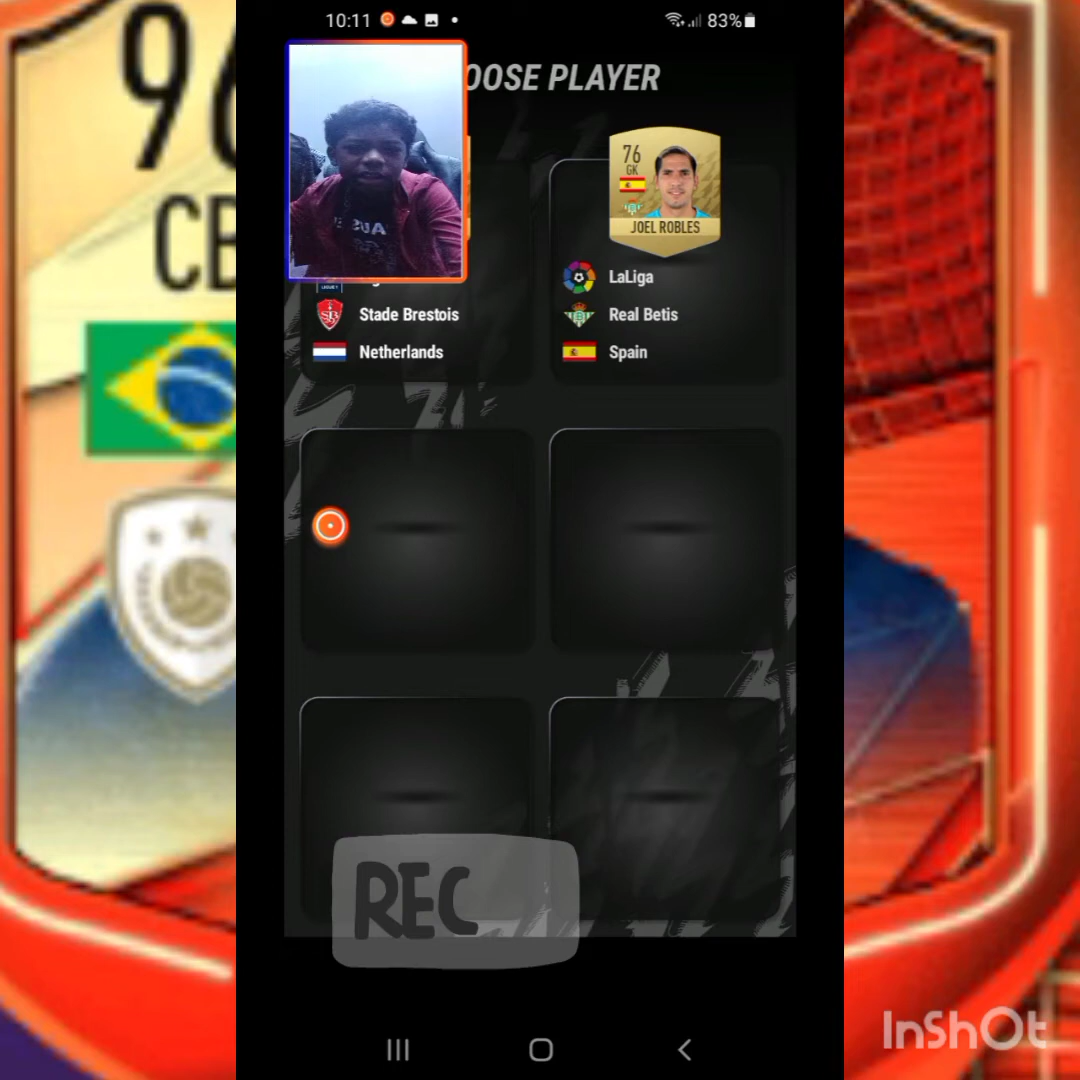 10:11
83%
OOSE PLAYER
96
CB
76
GK
JOEL ROBLES
LaLiga
Stade Brestois
Real Betis
Netherlands
Spain
REC
InShOt